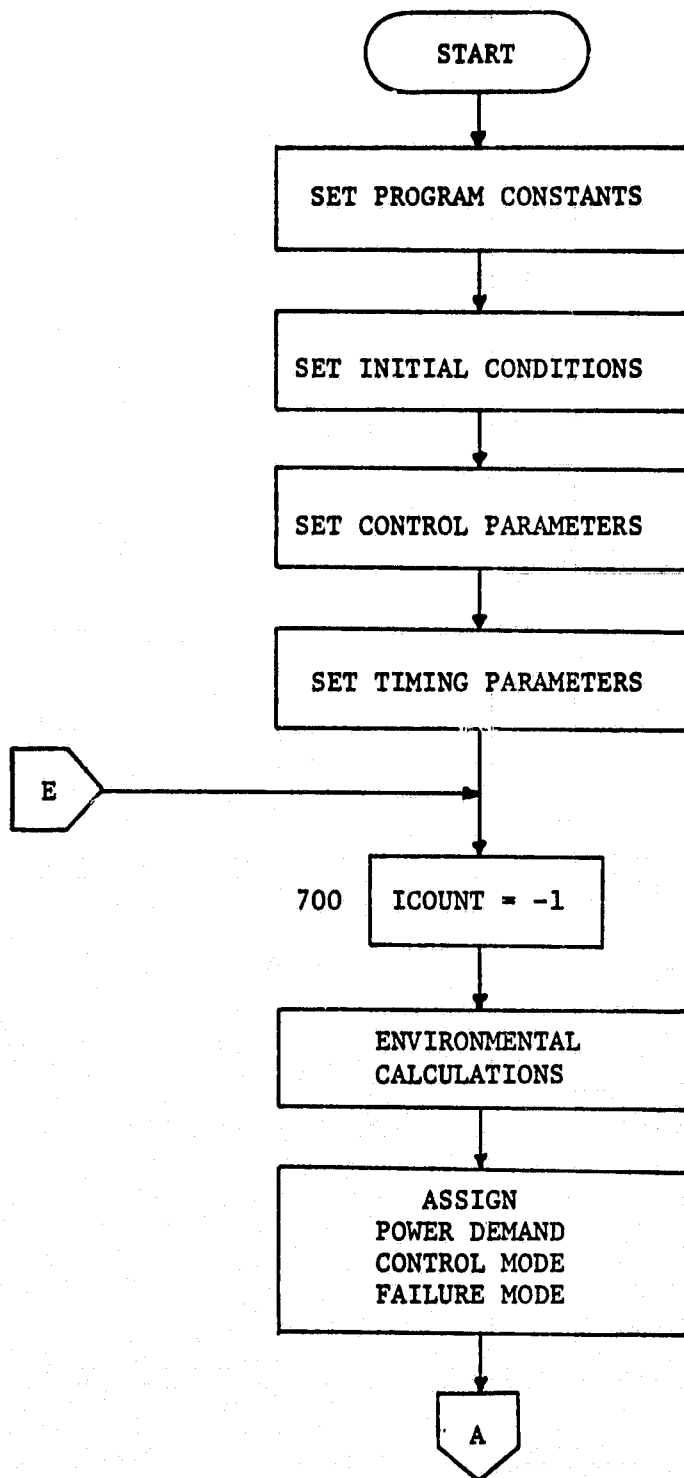 START
SET PROGRAM CONSTANTS
SET INITIAL CONDITIONS
SET CONTROL PARAMETERS
SET TIMING PARAMETERS
E
700 ICOUNT = -1
ENVIRONMENTAL
CALCULATIONS
ASSIGN
POWER DEMAND
CONTROL MODE
FAILURE MODE
A